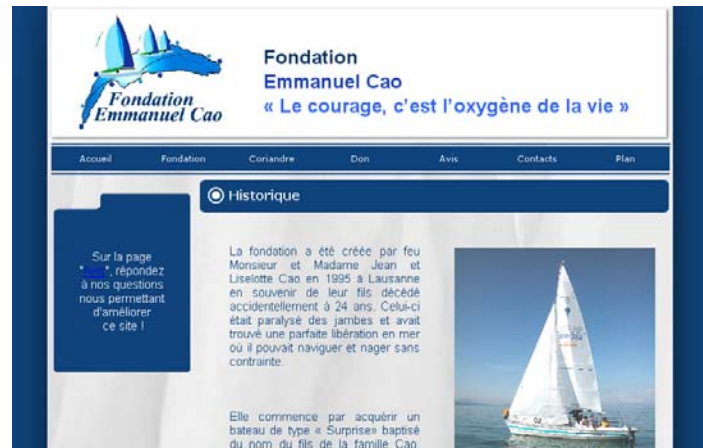 Fondation
Emmanuel Cao
Fondation
Emmanuel Cao
« Le courage, c'est l'oxygène de la vie »
Accueil Fondation Coriandre Don Avis Contacts Plan
Historique
Sur la page
" ", répondez
à nos questions
nous permettant
d'améliorer
ce site !
La fondation a été créée par feu
Monsieur et Madame Jean et
Liselotte Cao en 1995 à Lausanne
en souvenir de leur fils décédé
accidentellement à 24 ans. Celui-ci
était paralysé des jambes et avait
trouvé une parfaite libération en mer
où il pouvait naviguer et nager sans
contrainte.
Elle commence par acquérir un
bateau de type « Surprise» baptisé
du nom du fils de la famille Cao,